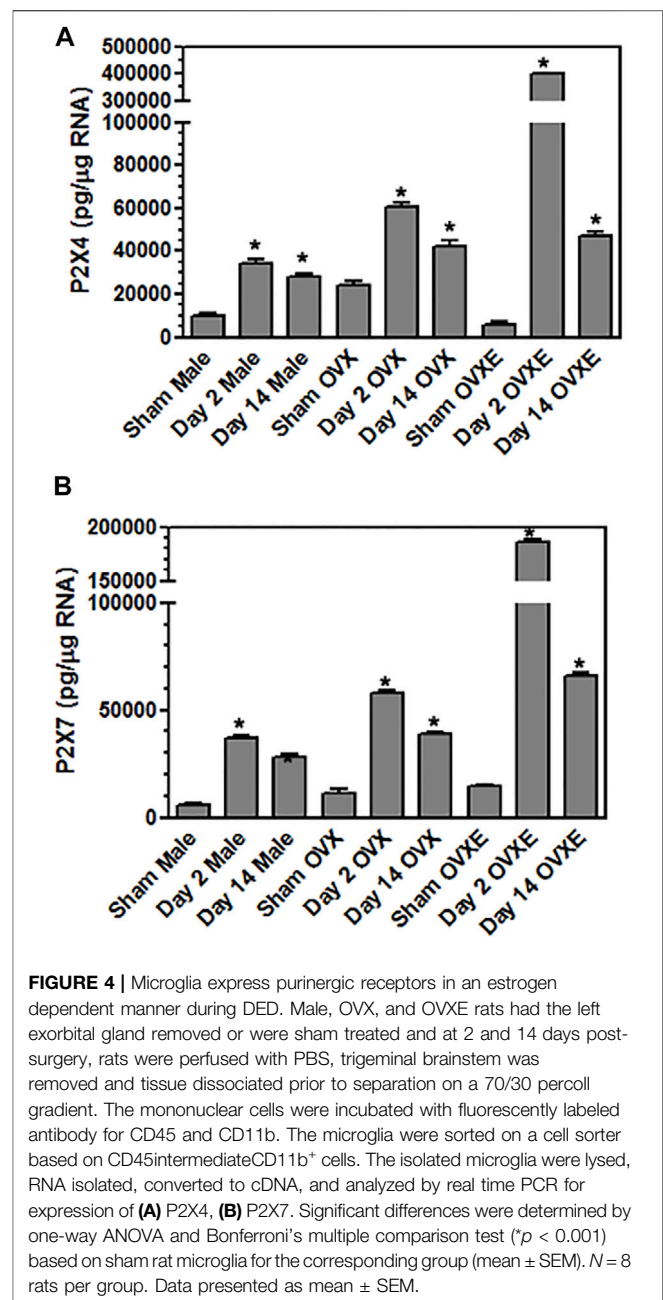 A
500000
400000
300000
100000
80000
60000
40000
20000
0
P2X4 (pg/µg RNA)
* * * * * *
Sham Male
Day 2 Male
Day 14 Male
Sham OVX
Day 2 OVX
Day 14 OVX
Sham OVXE
Day 2 OVXE
Day 14 OVXE
B
200000
150000
100000
50000
0
P2X7 (pg/µg RNA)
* * * * * *
Sham Male
Day 2 Male
Day 14 Male
Sham OVX
Day 2 OVX
Day 14 OVX
Sham OVXE
Day 2 OVXE
Day 14 OVXE
FIGURE 4 | Microglia express purinergic receptors in an estrogen
dependent manner during DED. Male, OVX, and OVXE rats had the left
exorbital gland removed or were sham treated and at 2 and 14 days post-
surgery, rats were perfused with PBS, trigeminal brainstem was
removed and tissue dissociated prior to separation on a 70/30 percoll
gradient. The mononuclear cells were incubated with fluorescently labeled
antibody for CD45 and CD11b. The microglia were sorted on a cell sorter
based on CD45intermediateCD11b⁺ cells. The isolated microglia were lysed,
RNA isolated, converted to cDNA, and analyzed by real time PCR for
expression of (A) P2X4, (B) P2X7. Significant differences were determined by
one-way ANOVA and Bonferroni's multiple comparison test (*p < 0.001)
based on sham rat microglia for the corresponding group (mean ± SEM). N = 8
rats per group. Data presented as mean ± SEM.